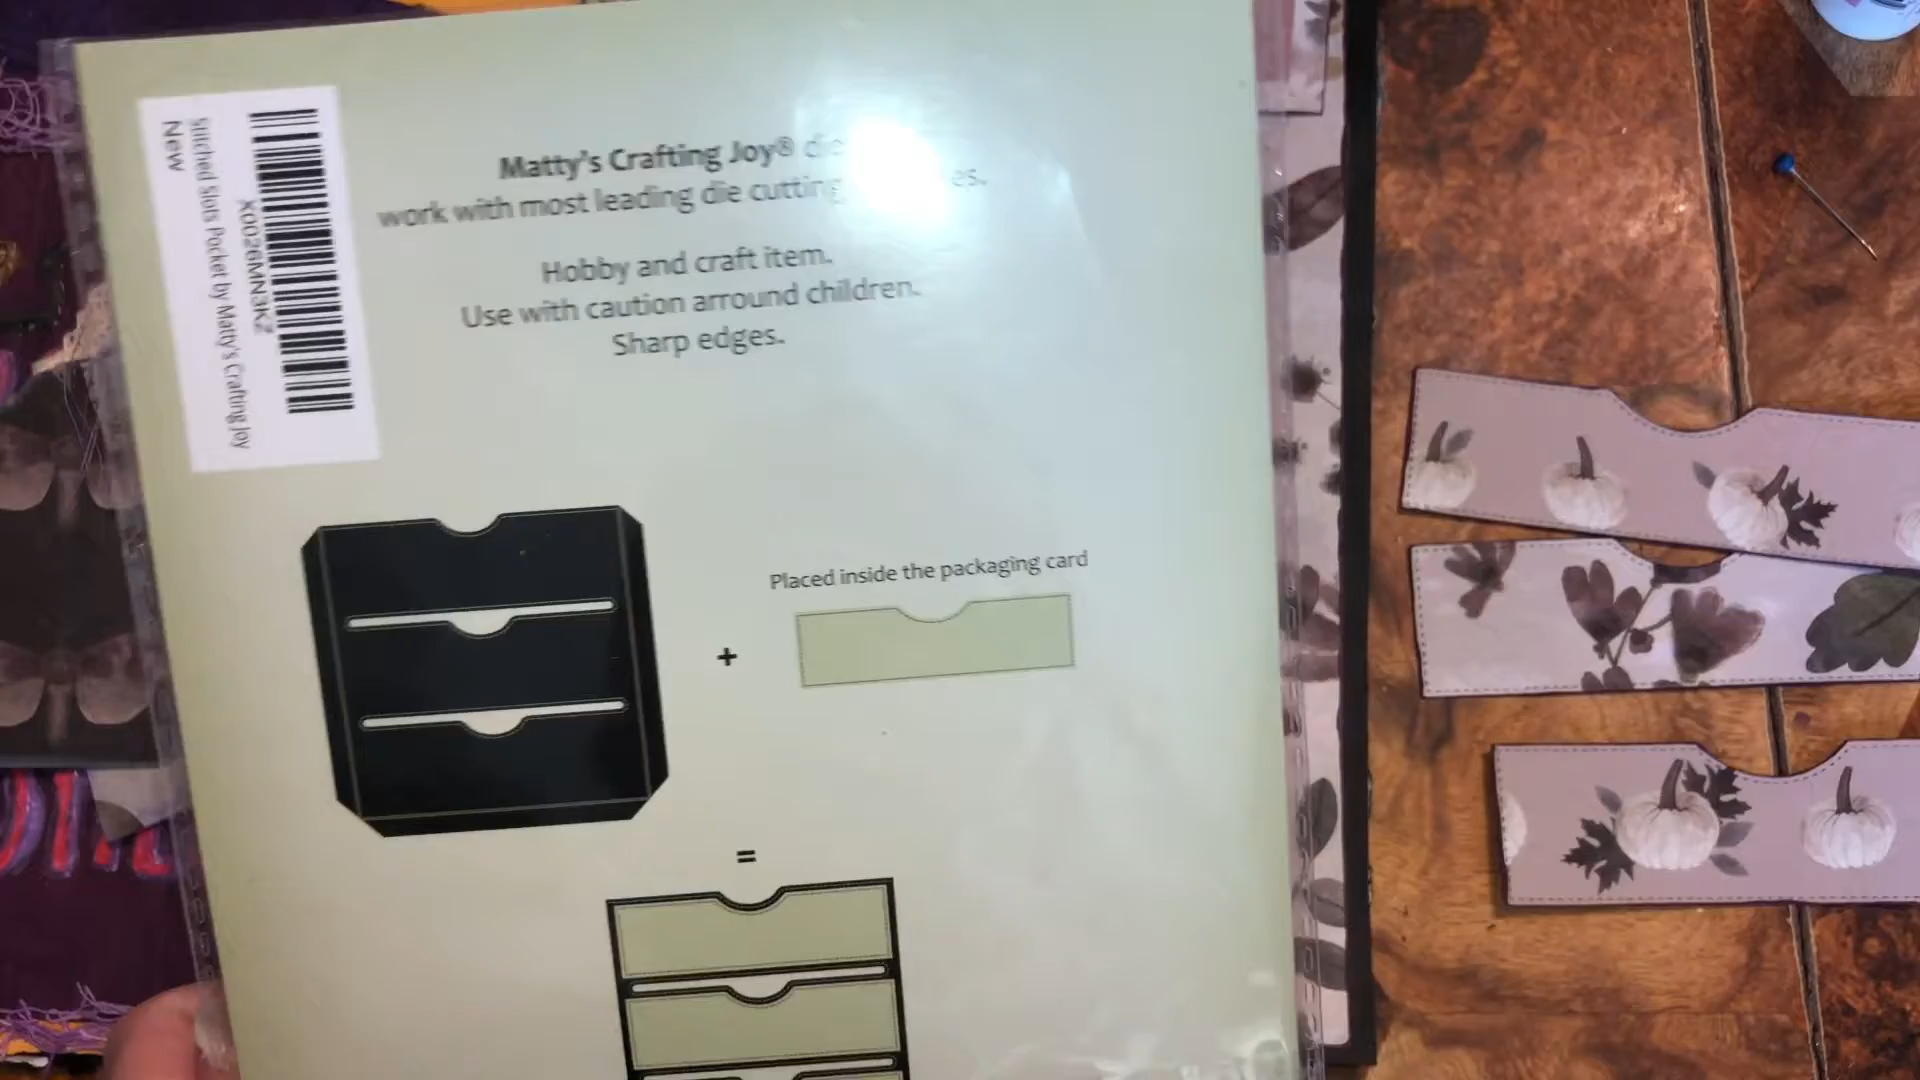 Matty's Crafting Joy®
work with most leading die cutting
Hobby and craft item.
Use with caution arround children.
Sharp edges.
X0026MN3KZ
Stitched Slots Pocket by Matty's Crafting Joy
New
Placed inside the packaging card
+
=